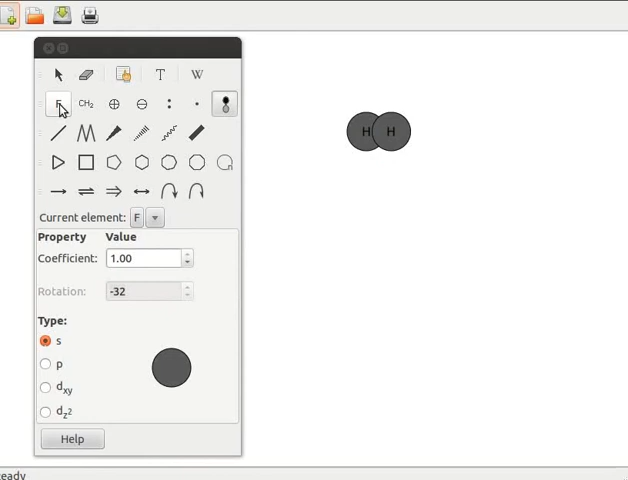 T W
F CH₂
H H
Current element: F
Property Value
Coefficient: 1.00
Rotation: -32
Type:
s
p
dxy
dz²
Help
eady